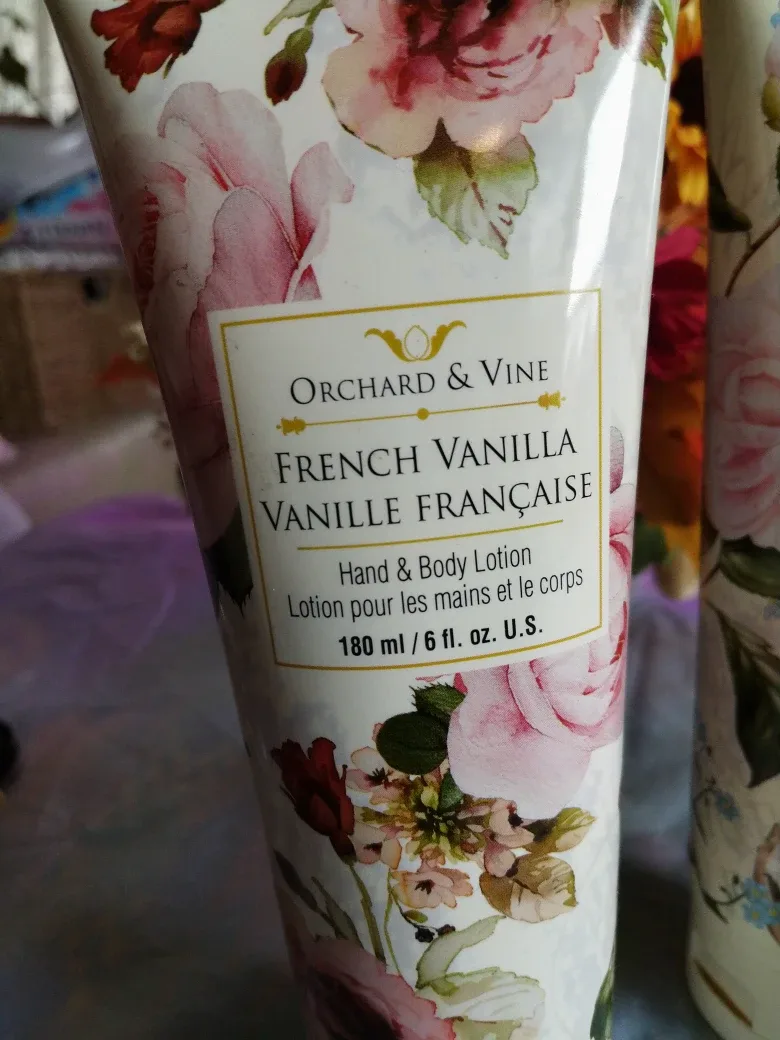 ORCHARD & VINE
FRENCH VANILLA
VANILLE FRANÇAISE
Hand & Body Lotion
Lotion pour les mains et le corps
180 ml / 6 fl. oz. U.S.